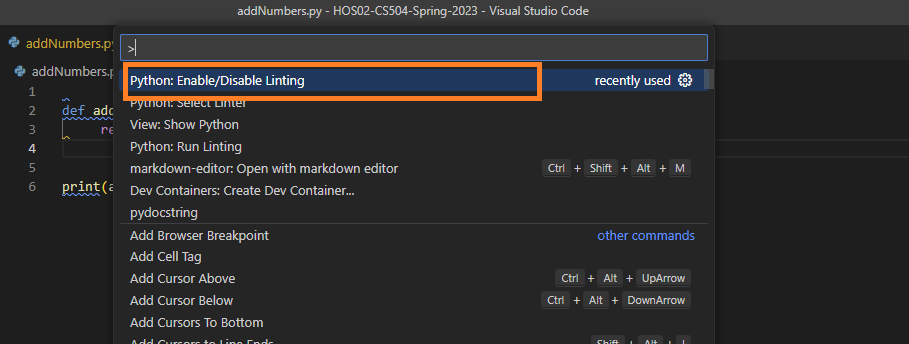 addNumbers.py - HOS02-CS504-Spring-2023 - Visual Studio Code
addNumbers.py
>
addNumbers.p
Python: Enable/Disable Linting recently used
1
Python: Select Linter
2 def add
View: Show Python
3 re
Python: Run Linting
4
markdown-editor: Open with markdown editor Ctrl + Shift + Alt + M
5
Dev Containers: Create Dev Container...
6 print(a
pydocstring
Add Browser Breakpoint other commands
Add Cell Tag
Add Cursor Above Ctrl + Alt + UpArrow
Add Cursor Below Ctrl + Alt + DownArrow
Add Cursors To Bottom
Add Cursors to Line Ends Shift + Alt + I